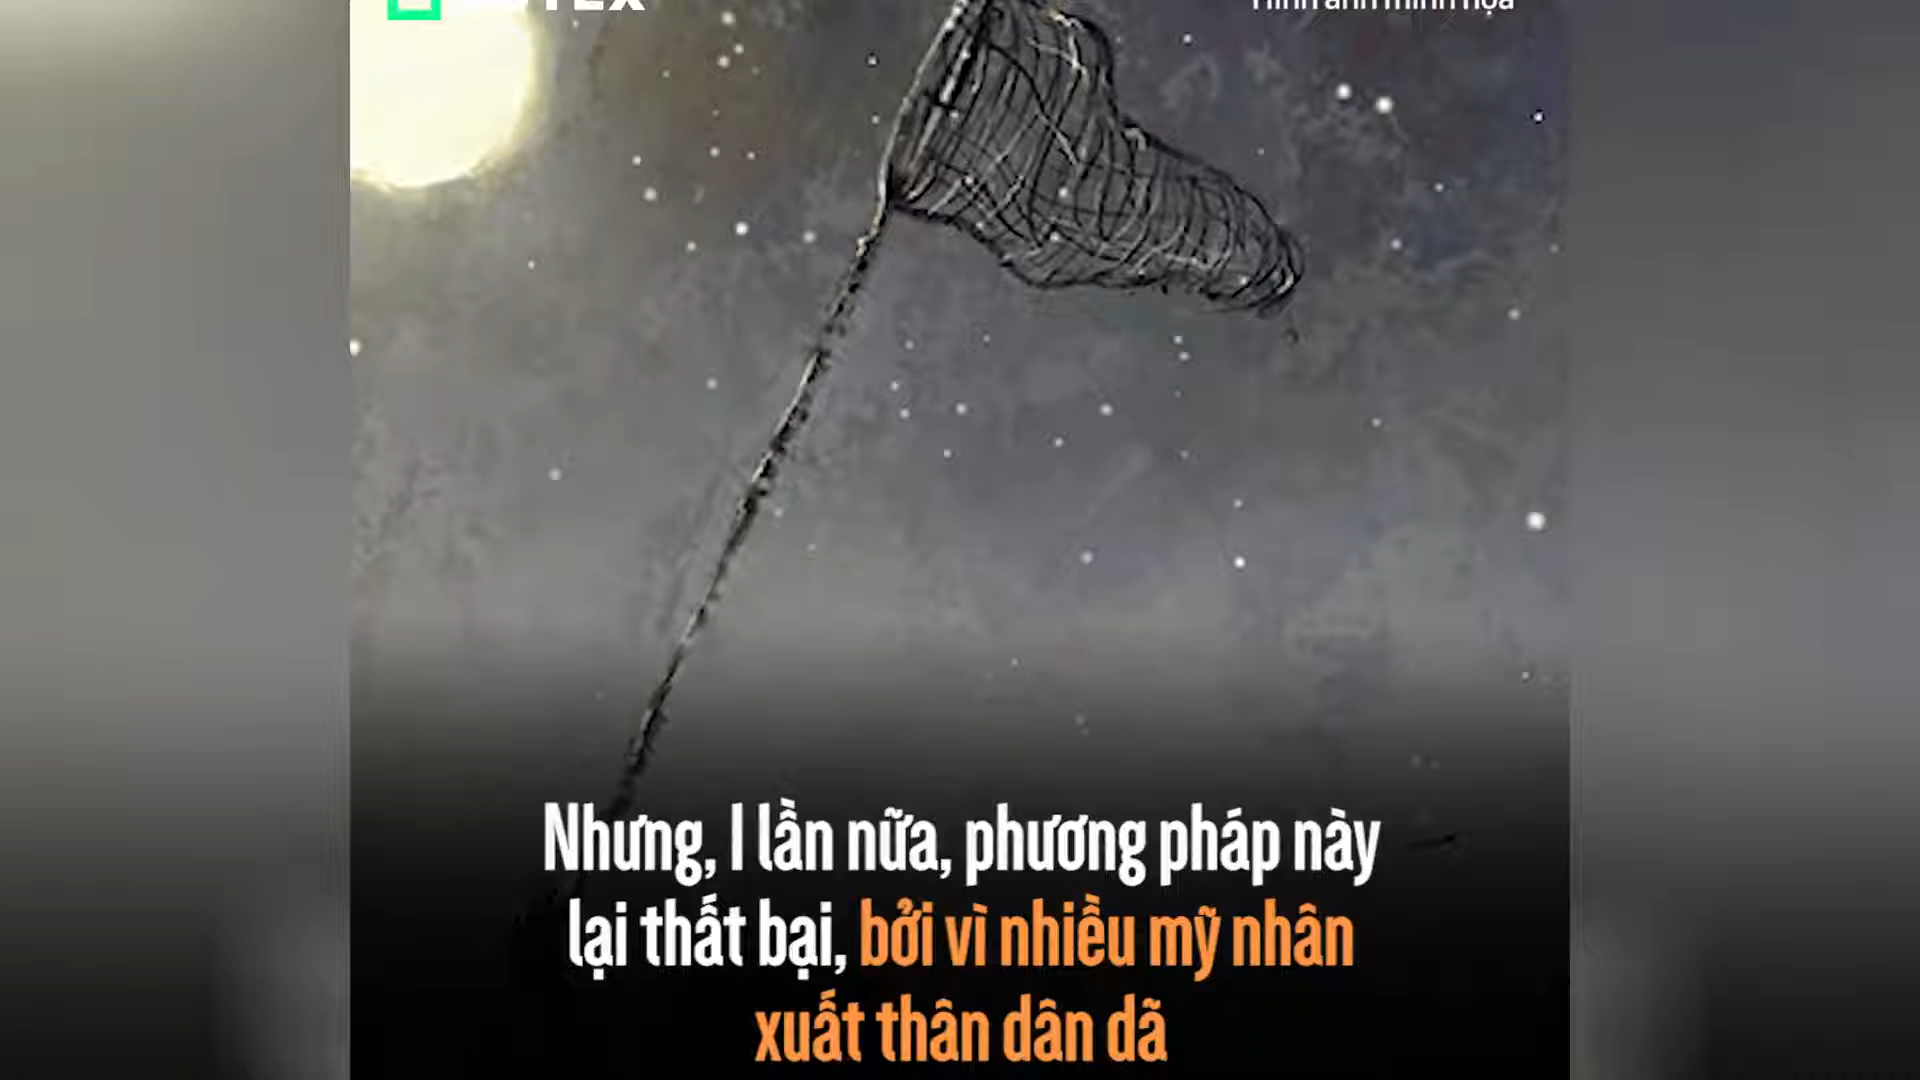 Nhưng, 1 lần nữa, phương pháp này
lại thất bại, bởi vì nhiều mỹ nhân
xuất thân dân dã